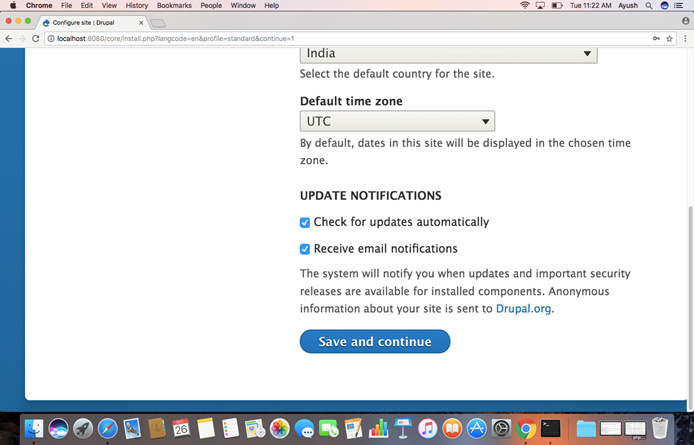 Chrome File Edit View History Bookmarks People Window Help Tue 11:22 AM Ayush
Configure site | Drupal
localhost:8080/core/install.php?langcode=en&profile=standard&continue=1
India
Select the default country for the site.
Default time zone
UTC
By default, dates in this site will be displayed in the chosen time
zone.
UPDATE NOTIFICATIONS
Check for updates automatically
Receive email notifications
The system will notify you when updates and important security
releases are available for installed components. Anonymous
information about your site is sent to Drupal.org.
Save and continue
26